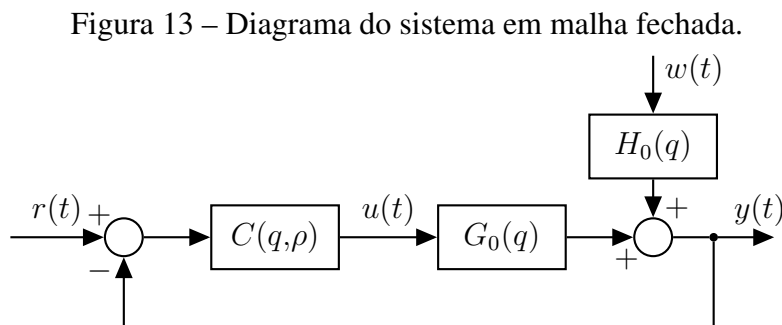 Figura 13 – Diagrama do sistema em malha fechada.
w(t)
H₀(q)
r(t) + C(q,ρ) u(t) G₀(q) + + y(t)
−